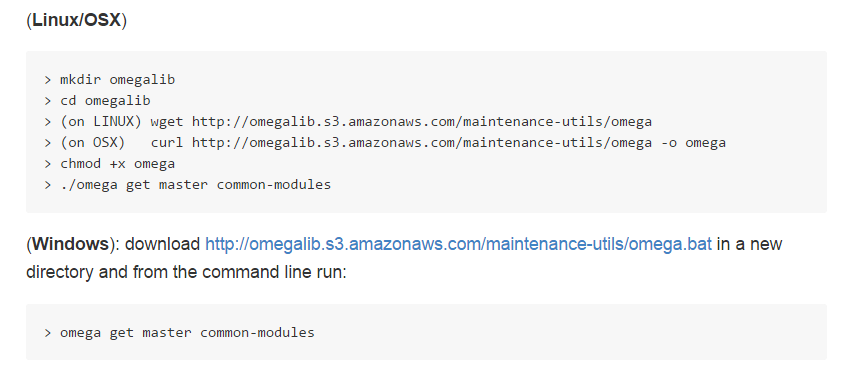 (Linux/OSX)
> mkdir omegalib
> cd omegalib
> (on LINUX) wget http://omegalib.s3.amazonaws.com/maintenance-utils/omega
> (on OSX)   curl http://omegalib.s3.amazonaws.com/maintenance-utils/omega -o omega
> chmod +x omega
> ./omega get master common-modules
(Windows): download http://omegalib.s3.amazonaws.com/maintenance-utils/omega.bat in a new
directory and from the command line run:
> omega get master common-modules